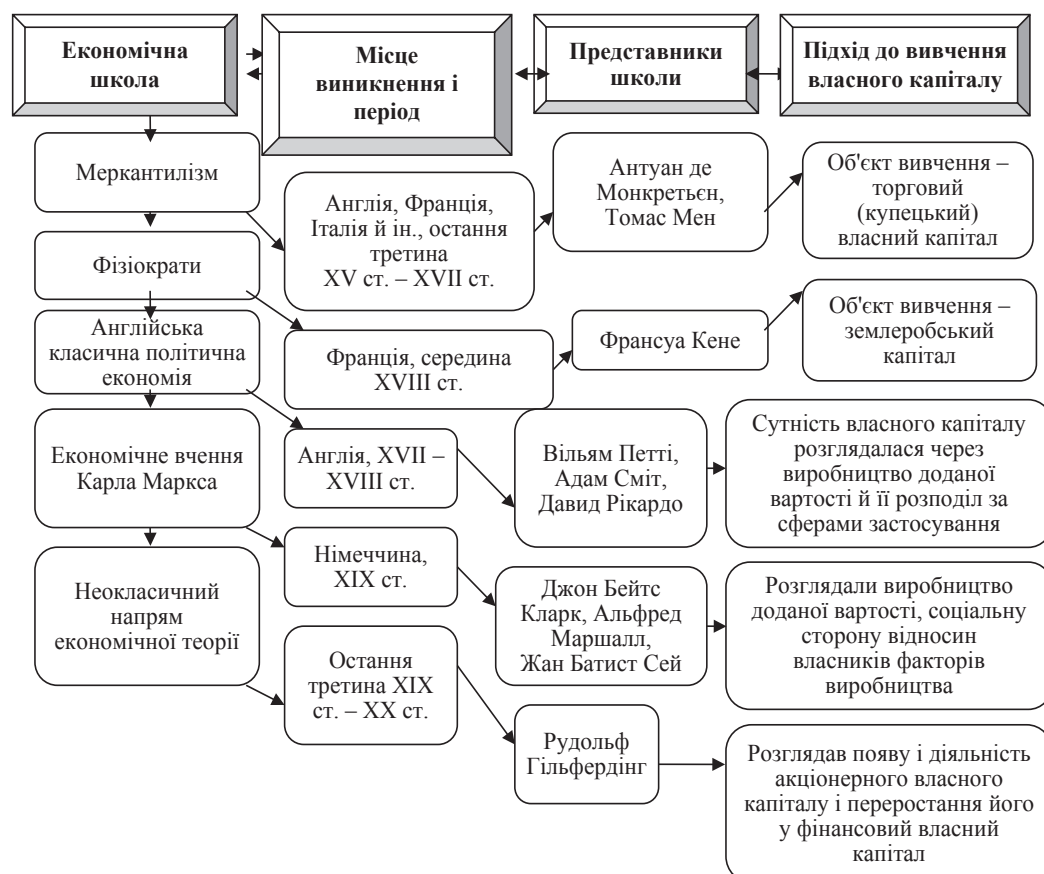 Економічна
школа
Місце
виникнення і
період
Представники
школи
Підхід до вивчення
власного капіталу
Меркантилізм
Англія, Франція,
Італія й ін., остання
третина
XV ст. – XVII ст.
Антуан де
Монкретьєн,
Томас Мен
Об'єкт вивчення –
торговий
(купецький)
власний капітал
Фізіократи
Франція, середина
XVIII ст.
Франсуа Кене
Об'єкт вивчення –
землеробський
капітал
Англійська
класична політична
економія
Англія, XVII –
XVIII ст.
Вільям Петті,
Адам Сміт,
Давид Рікардо
Сутність власного капіталу
розглядалася через
виробництво доданої
вартості й її розподіл за
сферами застосування
Економічне вчення
Карла Маркса
Німеччина,
XIX ст.
Джон Бейтс
Кларк, Альфред
Маршалл,
Жан Батист Сей
Розглядали виробництво
доданої вартості, соціальну
сторону відносин
власників факторів
виробництва
Неокласичний
напрям
економічної теорії
Остання
третина XIX
ст. – XX ст.
Рудольф
Гільфердінг
Розглядав появу і діяльність
акціонерного власного
капіталу і переростання його
у фінансовий власний
капітал